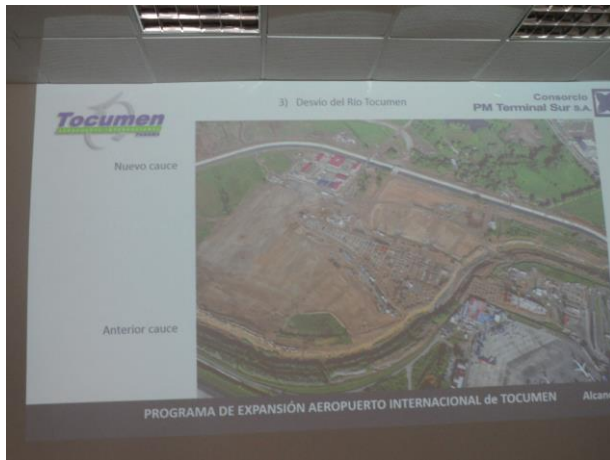 3) Desvío del Río Tocumen
Tocumen
Consorcio
PM Terminal Sur S.A.
Nuevo cauce
Anterior cauce
PROGRAMA DE EXPANSIÓN AEROPUERTO INTERNACIONAL de TOCUMEN